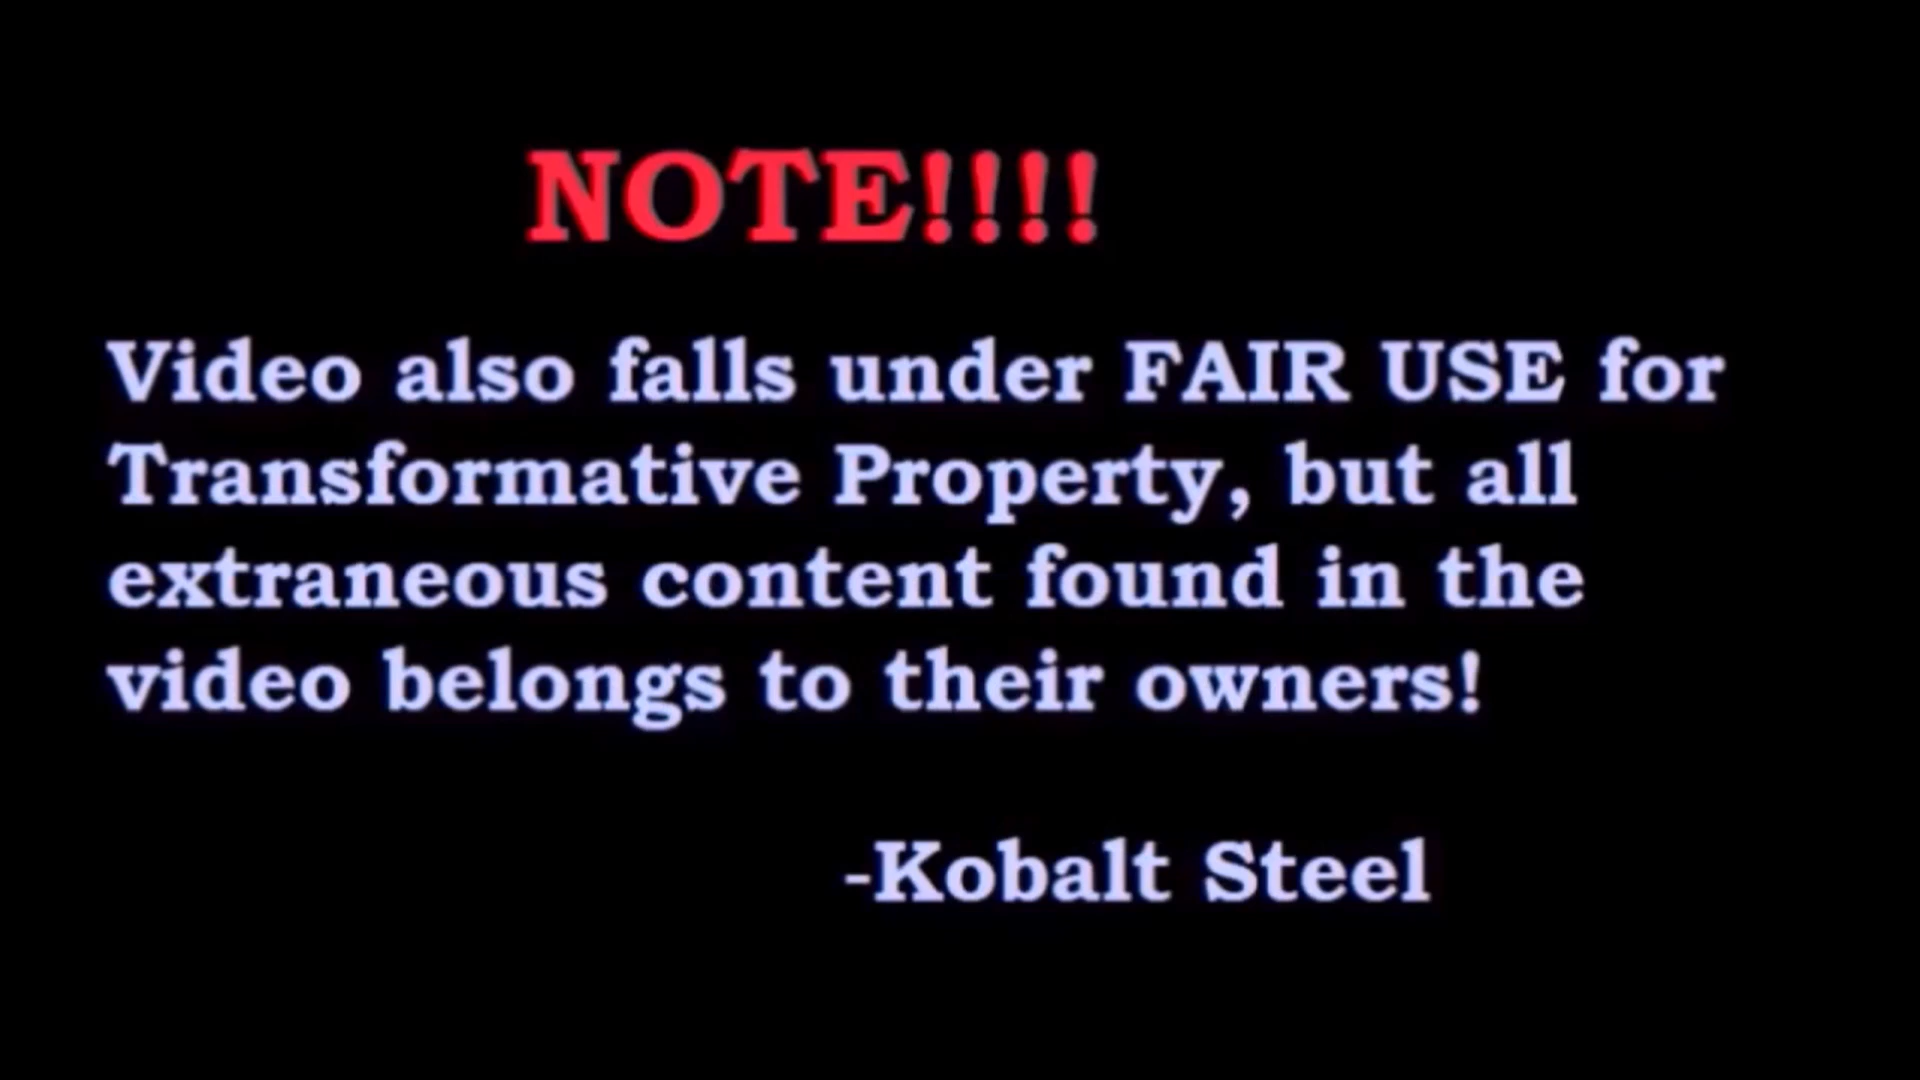 NOTE!!!!
Video also falls under FAIR USE for
Transformative Property, but all
extraneous content found in the
video belongs to their owners!
-Kobalt Steel